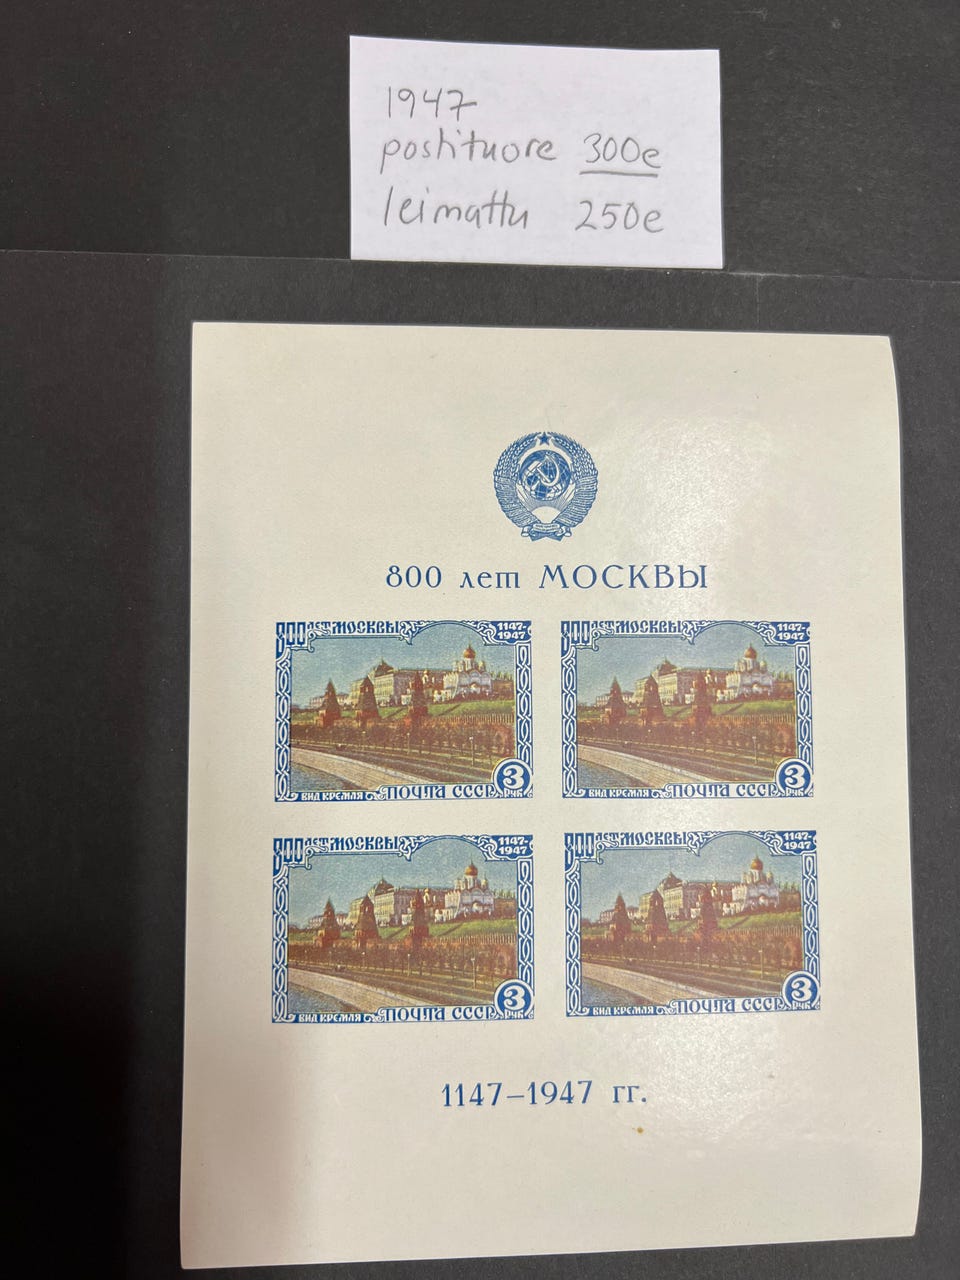 1947
postituore 300e
leimattu 250e
800 лет МОСКВЫ
800 ЛЕТ МОСКВЫ 1147-
1947
ВИД КРЕМЛЯ ПОЧТА СССР 3
РУБ
800 ЛЕТ МОСКВЫ 1147-
1947
ВИД КРЕМЛЯ ПОЧТА СССР 3
РУБ
800 ЛЕТ МОСКВЫ 1147-
1947
ВИД КРЕМЛЯ ПОЧТА СССР 3
РУБ
800 ЛЕТ МОСКВЫ 1147-
1947
ВИД КРЕМЛЯ ПОЧТА СССР 3
РУБ
1147–1947 гг.